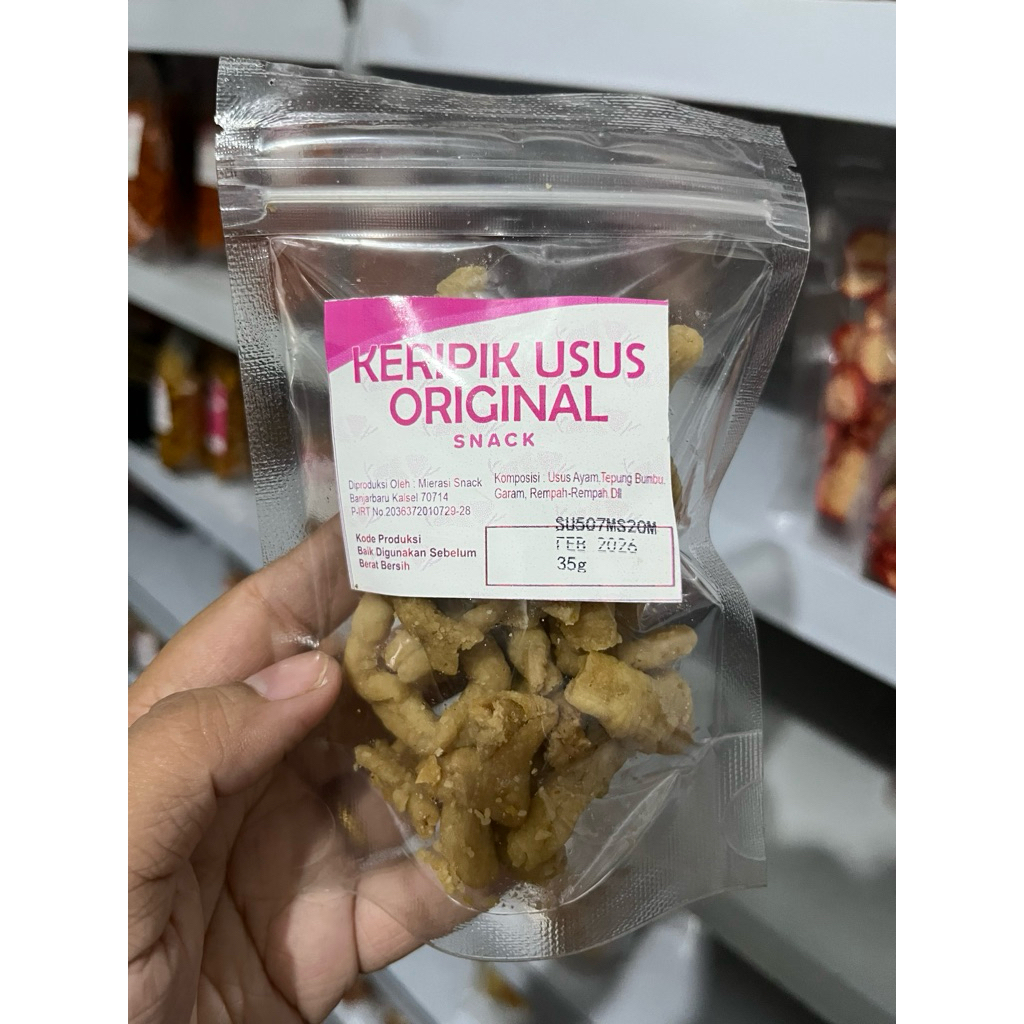 KERIPIK USUS
ORIGINAL
SNACK
Diproduksi Oleh : Mierasi Snack
Banjarbaru Kalsel 70714
P-IRT No.2036372010729-28
Komposisi : Usus Ayam,Tepung Bumbu,
Garam, Rempah-Rempah Dll
Kode Produksi
Baik Digunakan Sebelum
Berat Bersih
SU507MS20M
FEB 2026
35g